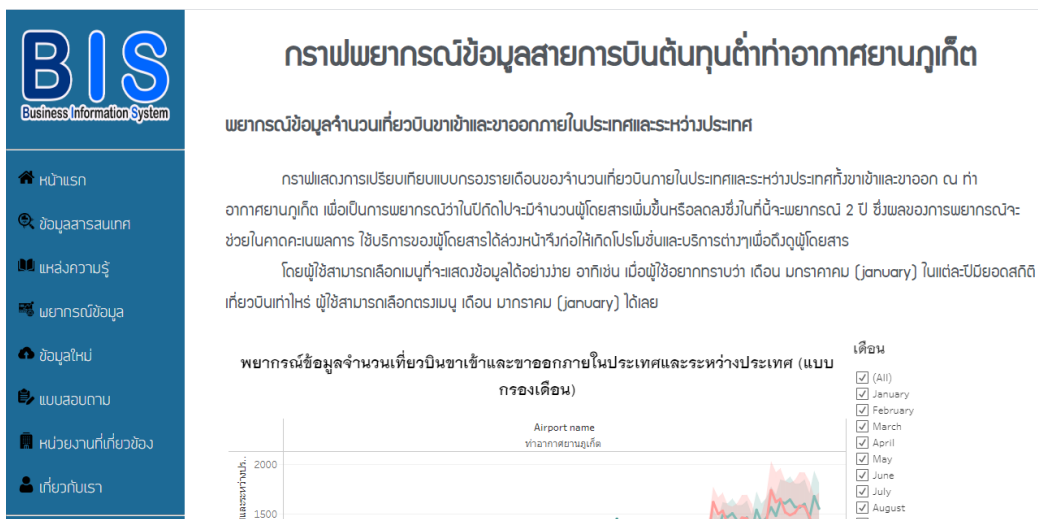 BIS
Business Information System
หน้าแรก
ข้อมูลสารสนเทศ
แหล่งความรู้
พยากรณ์ข้อมูล
ข้อมูลใหม่
แบบสอบถาม
หน่วยงานที่เกี่ยวข้อง
เกี่ยวกับเรา
กราฟพยากรณ์ข้อมูลสายการบินต้นทุนต่ำท่าอากาศยานภูเก็ต
พยากรณ์ข้อมูลจำนวนเที่ยวบินขาเข้าและขาออกภายในประเทศและระหว่างประเทศ
กราฟแสดงการเปรียบเทียบแบบกรองรายเดือนของจำนวนเที่ยวบินภายในประเทศและระหว่างประเทศทั้งขาเข้าและขาออก ณ ท่า
อากาศยานภูเก็ต เพื่อเป็นการพยากรณ์ว่าในปีถัดไปจะมีจำนวนผู้โดยสารเพิ่มขึ้นหรือลดลงซึ่งในที่นี้จะพยากรณ์ 2 ปี ซึ่งผลของการพยากรณ์จะ
ช่วยในคาดคะเนผลการ ใช้บริการของผู้โดยสารได้ล่วงหน้าจึงก่อให้เกิดโปรโมชั่นและบริการต่างๆเพื่อดึงดูผู้โดยสาร
โดยผู้ใช้สามารถเลือกเมนูที่จะแสดงข้อมูลได้อย่างง่าย อาทิเช่น เมื่อผู้ใช้อยากทราบว่า เดือน มกราคาคม (january) ในแต่ละปีมียอดสถิติ
เที่ยวบินเท่าไหร่ ผู้ใช้สามารถเลือกตรงเมนู เดือน มากราคม (january) ได้เลย
พยากรณ์ข้อมูลจำนวนเที่ยวบินขาเข้าและขาออกภายในประเทศและระหว่างประเทศ (แบบ
กรองเดือน)
Airport name
ท่าอากาศยานภูเก็ต
และระหว่างปร..
2000
1500
เดือน
(All)
January
February
March
April
May
June
July
August